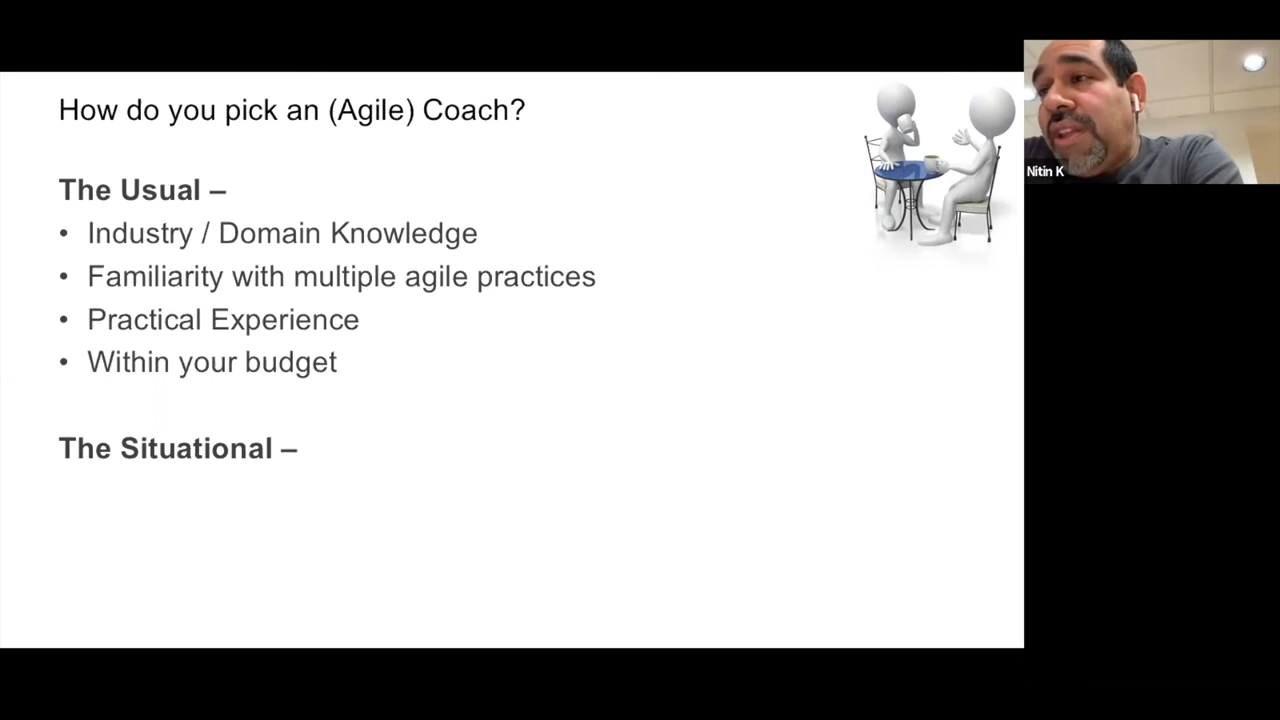 How do you pick an (Agile) Coach?
The Usual –
• Industry / Domain Knowledge
• Familiarity with multiple agile practices
• Practical Experience
• Within your budget
The Situational –
Nitin K